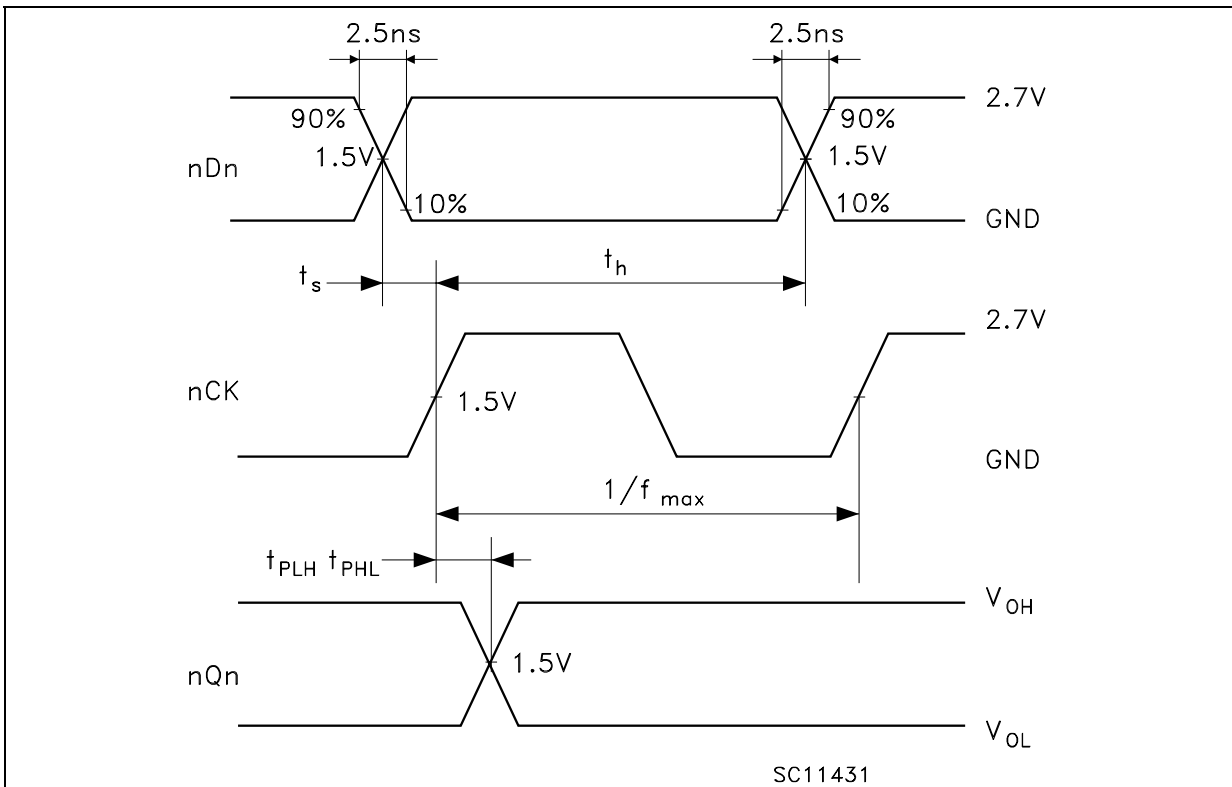 2.5ns 2.5ns
2.7V
90% 90%
nDn 1.5V 1.5V
10% 10%
GND
ts th
2.7V
nCK 1.5V
GND
1/f max
tPLH tPHL
VOH
nQn 1.5V
VOL
SC11431